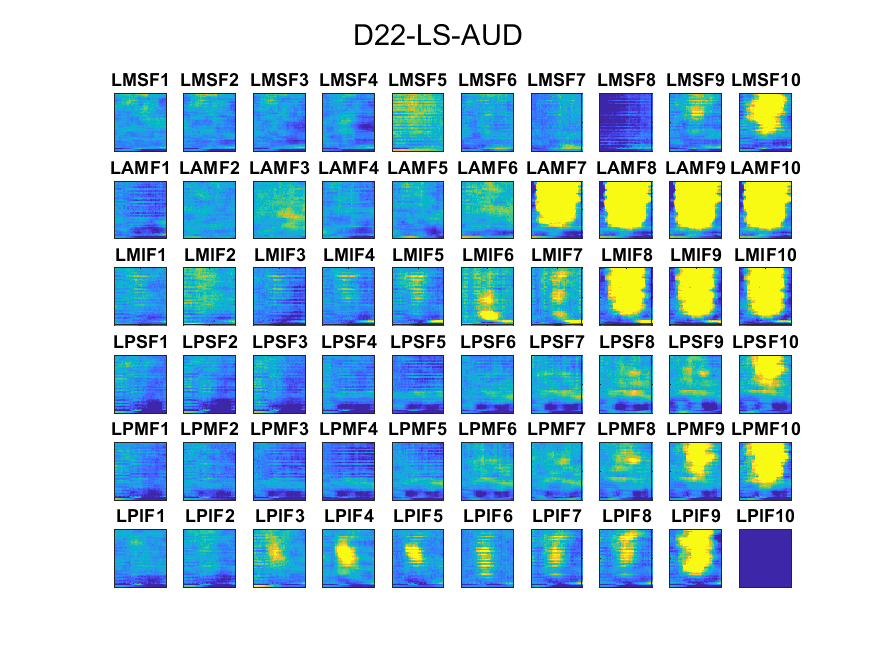 D22-LS-AUD
LMSF1 LMSF2 LMSF3 LMSF4 LMSF5 LMSF6 LMSF7 LMSF8 LMSF9 LMSF10
LAMF1 LAMF2 LAMF3 LAMF4 LAMF5 LAMF6 LAMF7 LAMF8 LAMF9 LAMF10
LMIF1 LMIF2 LMIF3 LMIF4 LMIF5 LMIF6 LMIF7 LMIF8 LMIF9 LMIF10
LPSF1 LPSF2 LPSF3 LPSF4 LPSF5 LPSF6 LPSF7 LPSF8 LPSF9 LPSF10
LPMF1 LPMF2 LPMF3 LPMF4 LPMF5 LPMF6 LPMF7 LPMF8 LPMF9 LPMF10
LPIF1 LPIF2 LPIF3 LPIF4 LPIF5 LPIF6 LPIF7 LPIF8 LPIF9 LPIF10